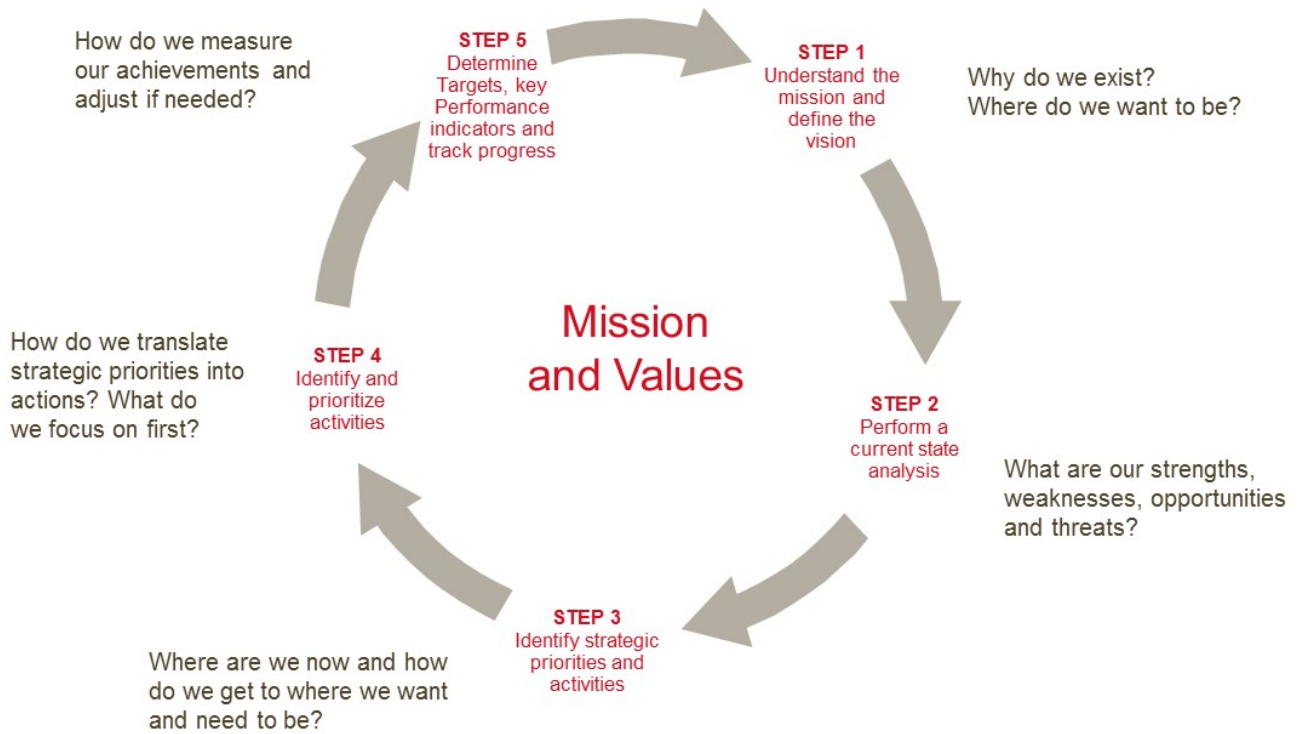 STEP 1
Understand the
mission and
define the
vision
Why do we exist?
Where do we want to be?
STEP 2
Perform a
current state
analysis
What are our strengths,
weaknesses, opportunities
and threats?
STEP 3
Identify strategic
priorities and
activities
Where are we now and how
do we get to where we want
and need to be?
STEP 4
Identify and
prioritize
activities
How do we translate
strategic priorities into
actions? What do
we focus on first?
STEP 5
Determine
Targets, key
Performance
indicators and
track progress
How do we measure
our achievements and
adjust if needed?
Mission
and Values